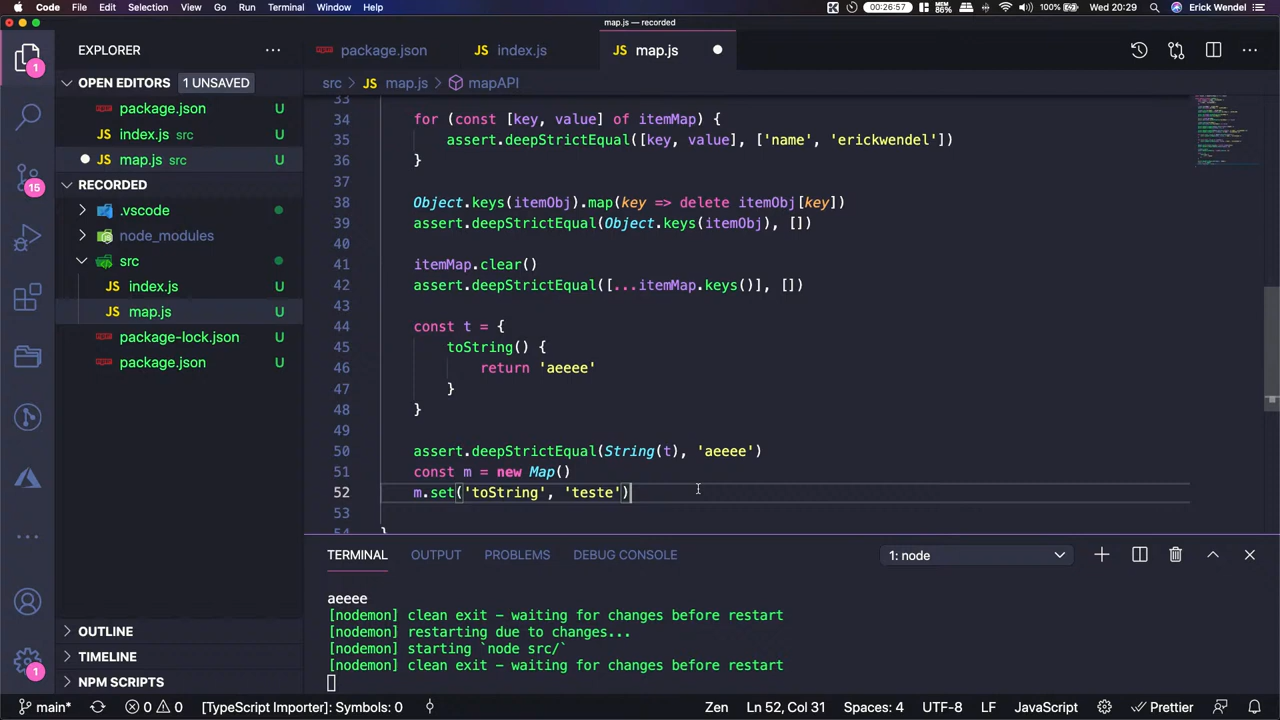 Code File Edit Selection View Go Run Terminal Window Help 00:26:57 MEM 86% 100% Wed 20:29 Erick Wendel
map.js — recorded
EXPLORER ... package.json JS index.js JS map.js
OPEN EDITORS 1 UNSAVED src > JS map.js > mapAPI
package.json U
JS index.js src U
JS map.js src U
RECORDED
.vscode
node_modules
src
JS index.js U
JS map.js U
package-lock.json U
package.json U
OUTLINE
TIMELINE
NPM SCRIPTS
1
15
1
33
34 for (const [key, value] of itemMap) {
35 assert.deepStrictEqual([key, value], ['name', 'erickwendel'])
36 }
37
38 Object.keys(itemObj).map(key => delete itemObj[key])
39 assert.deepStrictEqual(Object.keys(itemObj), [])
40
41 itemMap.clear()
42 assert.deepStrictEqual([...itemMap.keys()], [])
43
44 const t = {
45 toString() {
46 return 'aeeee'
47 }
48 }
49
50 assert.deepStrictEqual(String(t), 'aeeee')
51 const m = new Map()
52 m.set('toString', 'teste')
53
54 }
TERMINAL OUTPUT PROBLEMS DEBUG CONSOLE 1: node
aeeee
[nodemon] clean exit - waiting for changes before restart
[nodemon] restarting due to changes...
[nodemon] starting `node src/`
[nodemon] clean exit - waiting for changes before restart
main* 0 0 [TypeScript Importer]: Symbols: 0 Zen Ln 52, Col 31 Spaces: 4 UTF-8 LF JavaScript Prettier